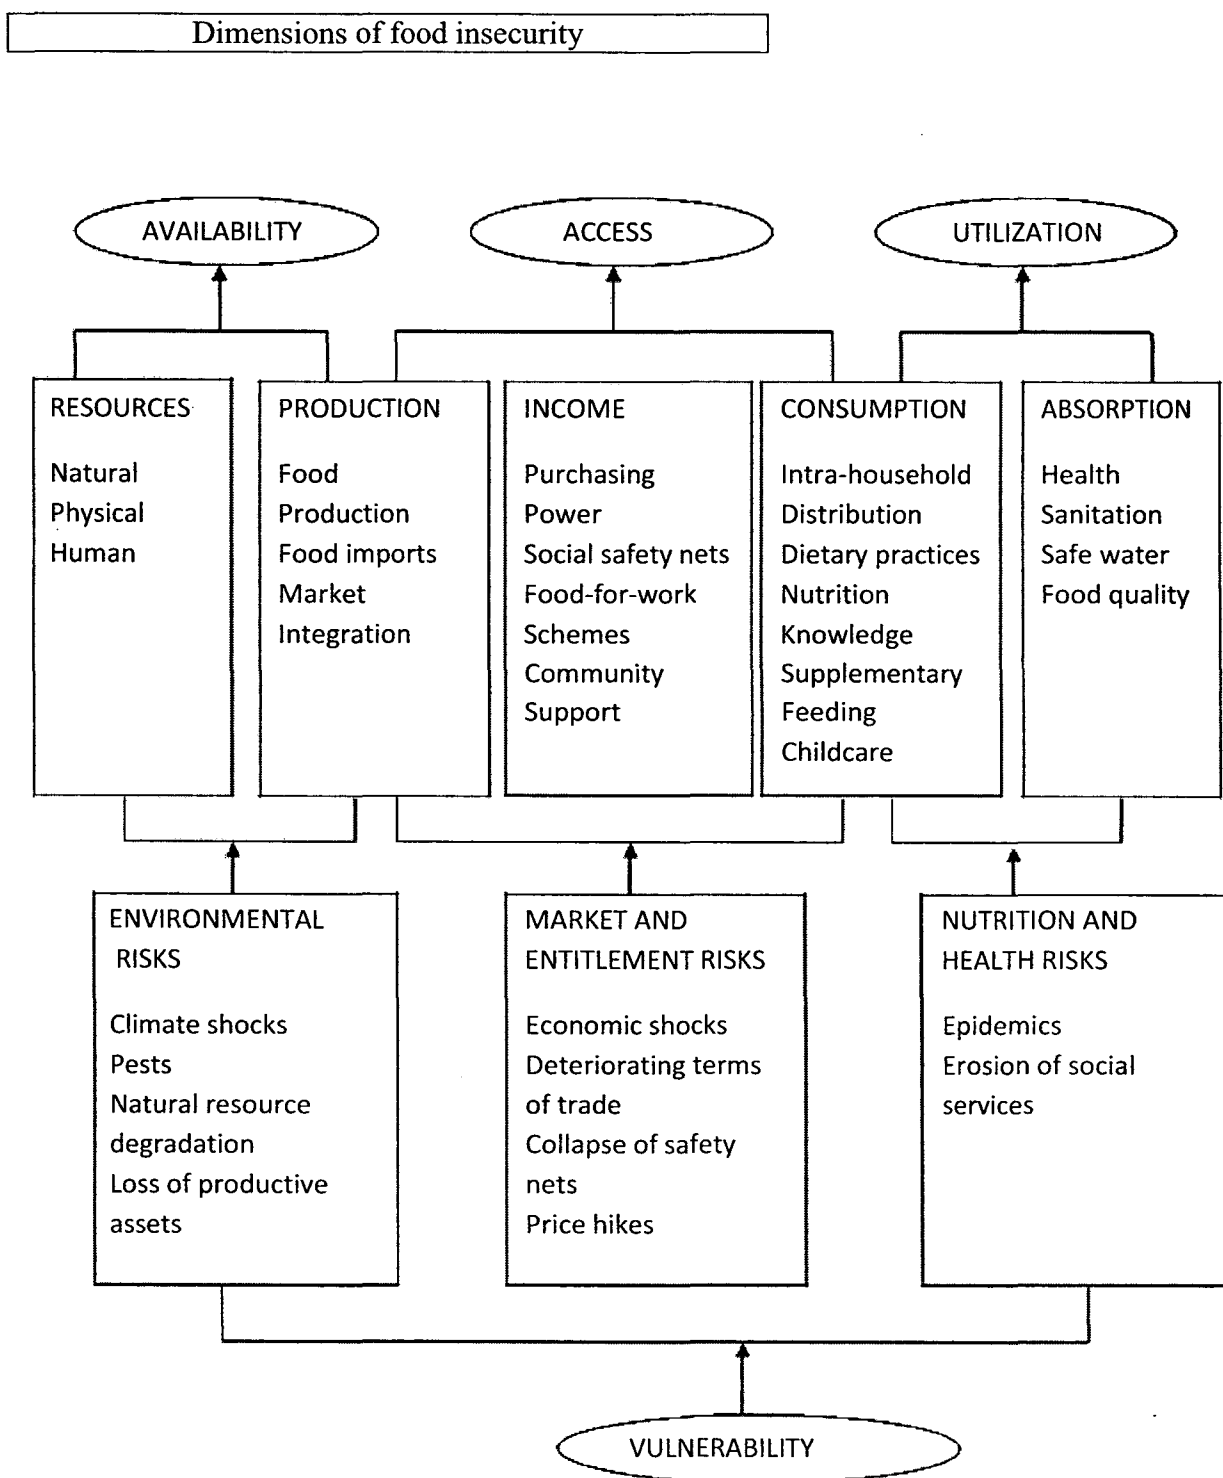 Dimensions of food insecurity
AVAILABILITY
ACCESS
UTILIZATION
RESOURCES
Natural
Physical
Human
PRODUCTION
Food
Production
Food imports
Market
Integration
INCOME
Purchasing
Power
Social safety nets
Food-for-work
Schemes
Community
Support
CONSUMPTION
Intra-household
Distribution
Dietary practices
Nutrition
Knowledge
Supplementary
Feeding
Childcare
ABSORPTION
Health
Sanitation
Safe water
Food quality
ENVIRONMENTAL
RISKS
Climate shocks
Pests
Natural resource
degradation
Loss of productive
assets
MARKET AND
ENTITLEMENT RISKS
Economic shocks
Deteriorating terms
of trade
Collapse of safety
nets
Price hikes
NUTRITION AND
HEALTH RISKS
Epidemics
Erosion of social
services
VULNERABILITY